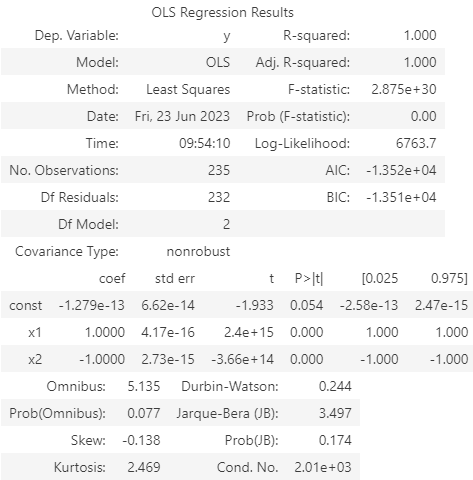 OLS Regression Results
Dep. Variable: y R-squared: 1.000
Model: OLS Adj. R-squared: 1.000
Method: Least Squares F-statistic: 2.875e+30
Date: Fri, 23 Jun 2023 Prob (F-statistic): 0.00
Time: 09:54:10 Log-Likelihood: 6763.7
No. Observations: 235 AIC: -1.352e+04
Df Residuals: 232 BIC: -1.351e+04
Df Model: 2
Covariance Type: nonrobust
coef std err t P>|t| [0.025 0.975]
const -1.279e-13 6.62e-14 -1.933 0.054 -2.58e-13 2.47e-15
x1 1.0000 4.17e-16 2.4e+15 0.000 1.000 1.000
x2 -1.0000 2.73e-15 -3.66e+14 0.000 -1.000 -1.000
Omnibus: 5.135 Durbin-Watson: 0.244
Prob(Omnibus): 0.077 Jarque-Bera (JB): 3.497
Skew: -0.138 Prob(JB): 0.174
Kurtosis: 2.469 Cond. No. 2.01e+03